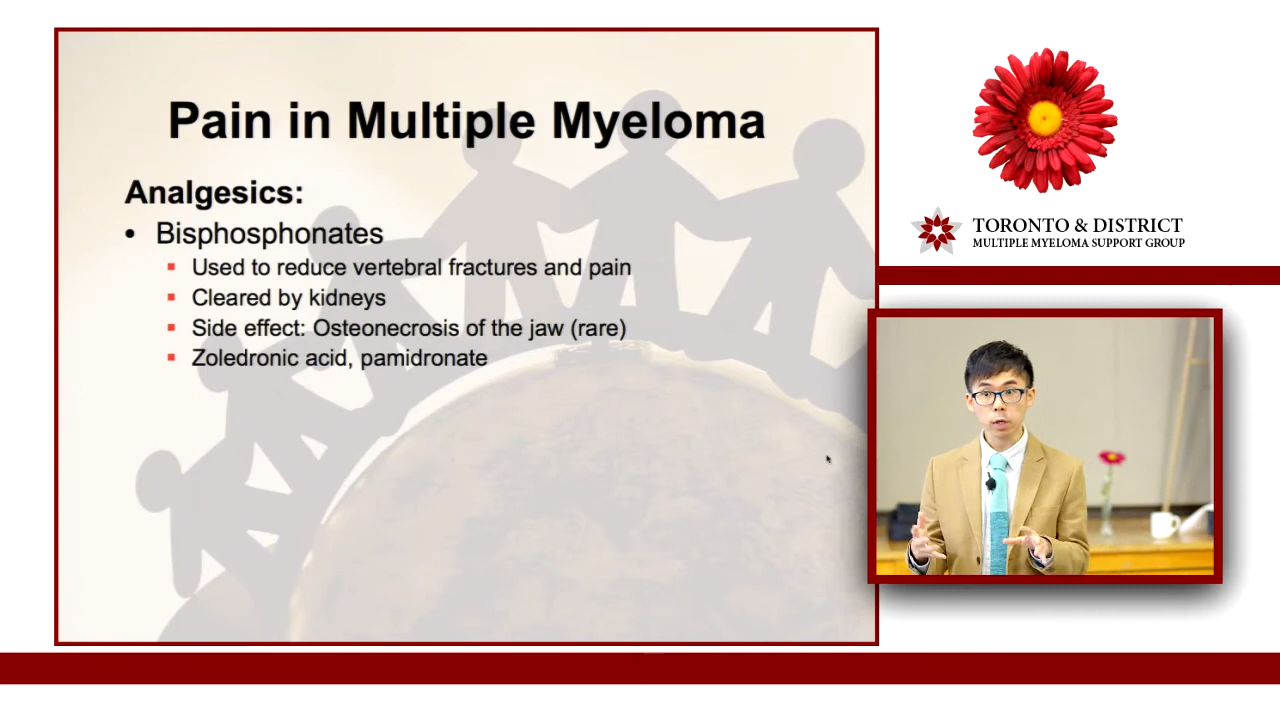 Pain in Multiple Myeloma
Analgesics:
• Bisphosphonates
▪ Used to reduce vertebral fractures and pain
▪ Cleared by kidneys
▪ Side effect: Osteonecrosis of the jaw (rare)
▪ Zoledronic acid, pamidronate
TORONTO & DISTRICT
MULTIPLE MYELOMA SUPPORT GROUP